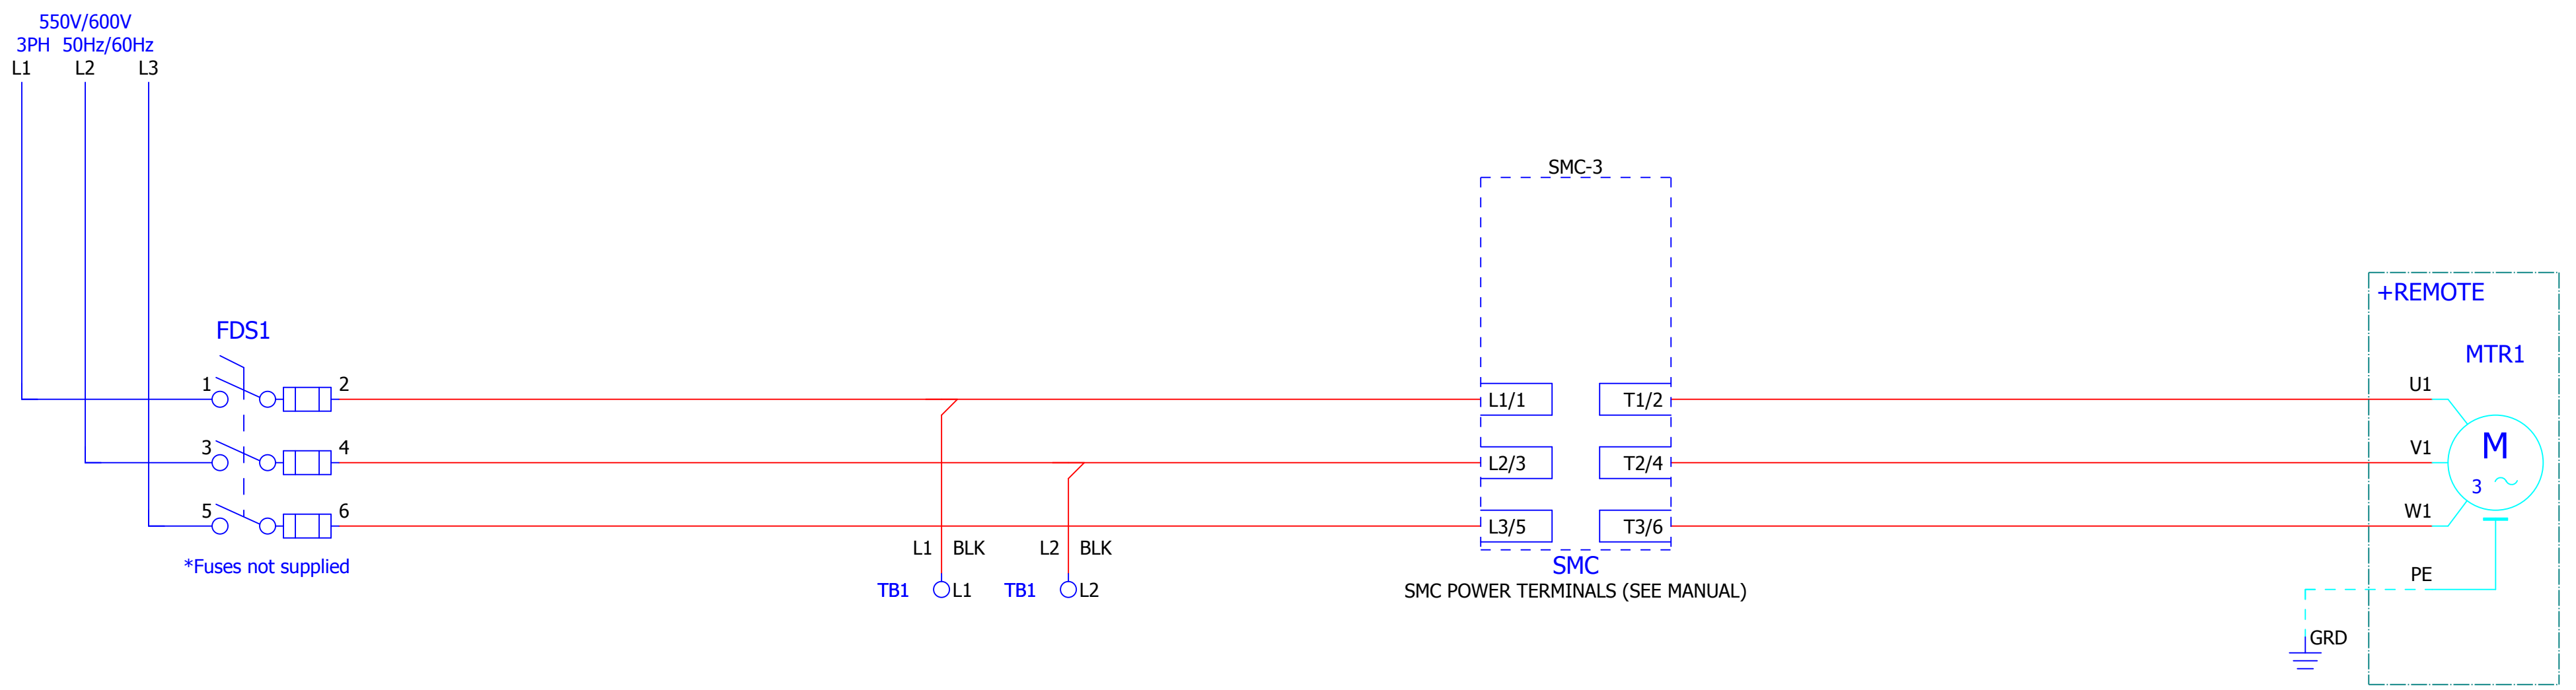 550V/600V
3PH 50Hz/60Hz
L1 L2 L3
SMC-3
+REMOTE
FDS1
MTR1
1 2 L1/1 T1/2 U1
3 4 L2/3 T2/4 V1
M
3
5 6 L3/5 T3/6 W1
L1 BLK L2 BLK
*Fuses not supplied
SMC
PE
TB1 L1 TB1 L2
SMC POWER TERMINALS (SEE MANUAL)
GRD